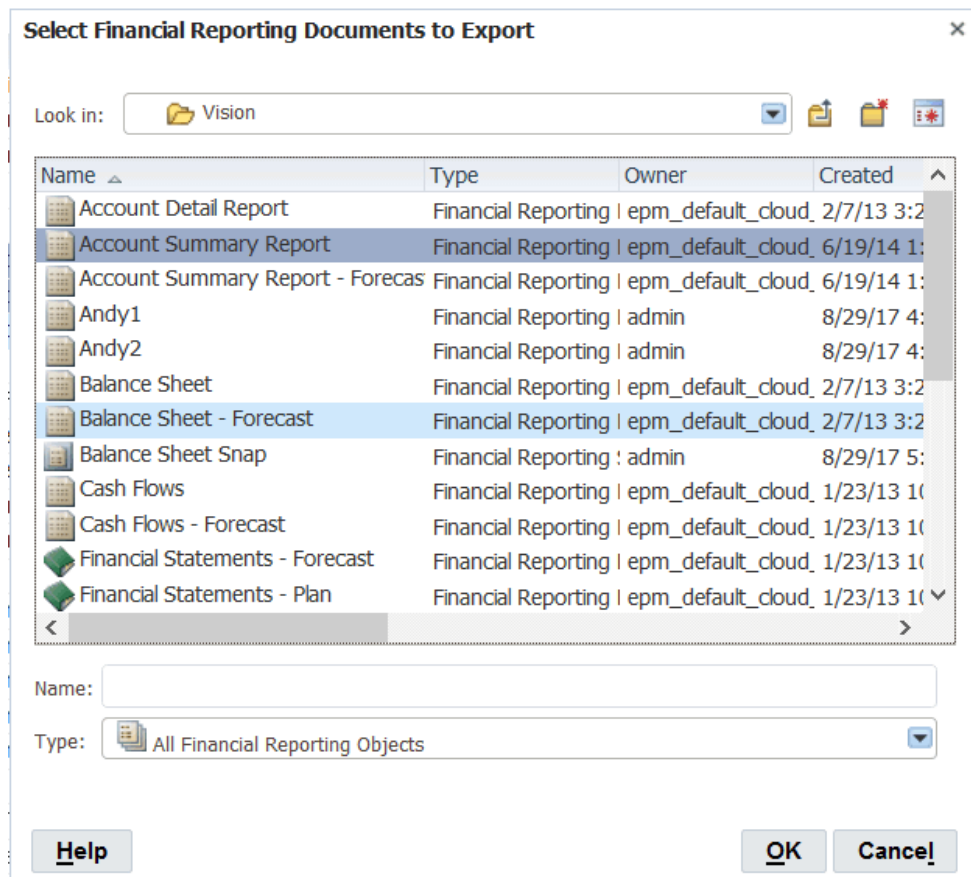 Select Financial Reporting Documents to Export
Look in: Vision
Name Type Owner Created
Account Detail Report Financial Reporting epm_default_cloud_ 2/7/13 3:2
Account Summary Report Financial Reporting epm_default_cloud_ 6/19/14 1:
Account Summary Report - Forecas Financial Reporting epm_default_cloud_ 6/19/14 1:
Andy1 Financial Reporting admin 8/29/17 4:
Andy2 Financial Reporting admin 8/29/17 4:
Balance Sheet Financial Reporting epm_default_cloud_ 2/7/13 3:2
Balance Sheet - Forecast Financial Reporting epm_default_cloud_ 2/7/13 3:2
Balance Sheet Snap Financial Reporting admin 8/29/17 5:
Cash Flows Financial Reporting epm_default_cloud_ 1/23/13 10
Cash Flows - Forecast Financial Reporting epm_default_cloud_ 1/23/13 10
Financial Statements - Forecast Financial Reporting epm_default_cloud_ 1/23/13 10
Financial Statements - Plan Financial Reporting epm_default_cloud_ 1/23/13 10
Name:
Type: All Financial Reporting Objects
Help OK Cancel